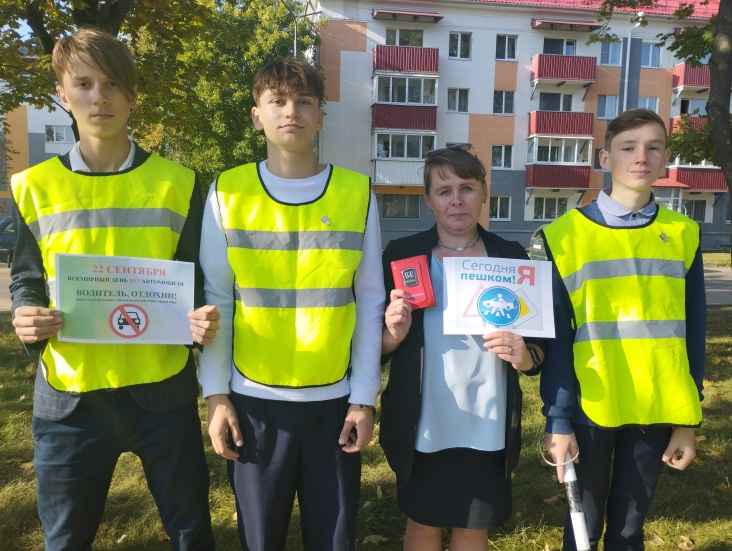 22 СЕНТЯБРЯ
ВСЕМИРНЫЙ ДЕНЬ БЕЗ АВТОМОБИЛЯ
ВОДИТЕЛЬ, ОТДОХНИ!
Сегодня Я
пешком!